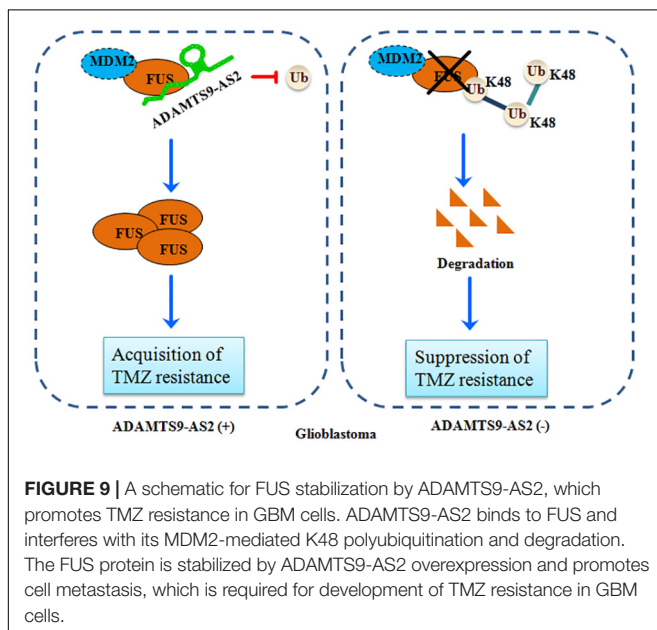 MDM2
FUS
ADAMTS9-AS2
Ub
FUS
FUS
FUS
Acquisition of
TMZ resistance
ADAMTS9-AS2 (+)
MDM2
FUS
Ub
K48
Ub
K48
Ub
K48
Degradation
Suppression of
TMZ resistance
ADAMTS9-AS2 (-)
Glioblastoma
FIGURE 9 | A schematic for FUS stabilization by ADAMTS9-AS2, which
promotes TMZ resistance in GBM cells. ADAMTS9-AS2 binds to FUS and
interferes with its MDM2-mediated K48 polyubiquitination and degradation.
The FUS protein is stabilized by ADAMTS9-AS2 overexpression and promotes
cell metastasis, which is required for development of TMZ resistance in GBM
cells.